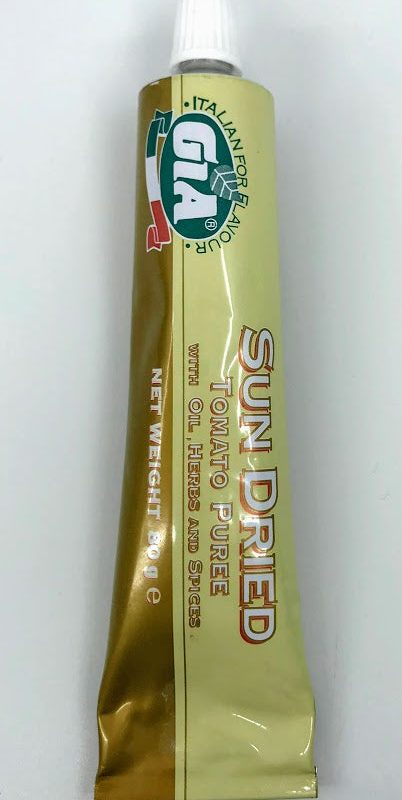 • ITALIAN FOR FLAVOUR •
GIA®
SUN DRIED
TOMATO PUREE
WITH OIL, HERBS AND SPICES
NET WEIGHT 80g ℮